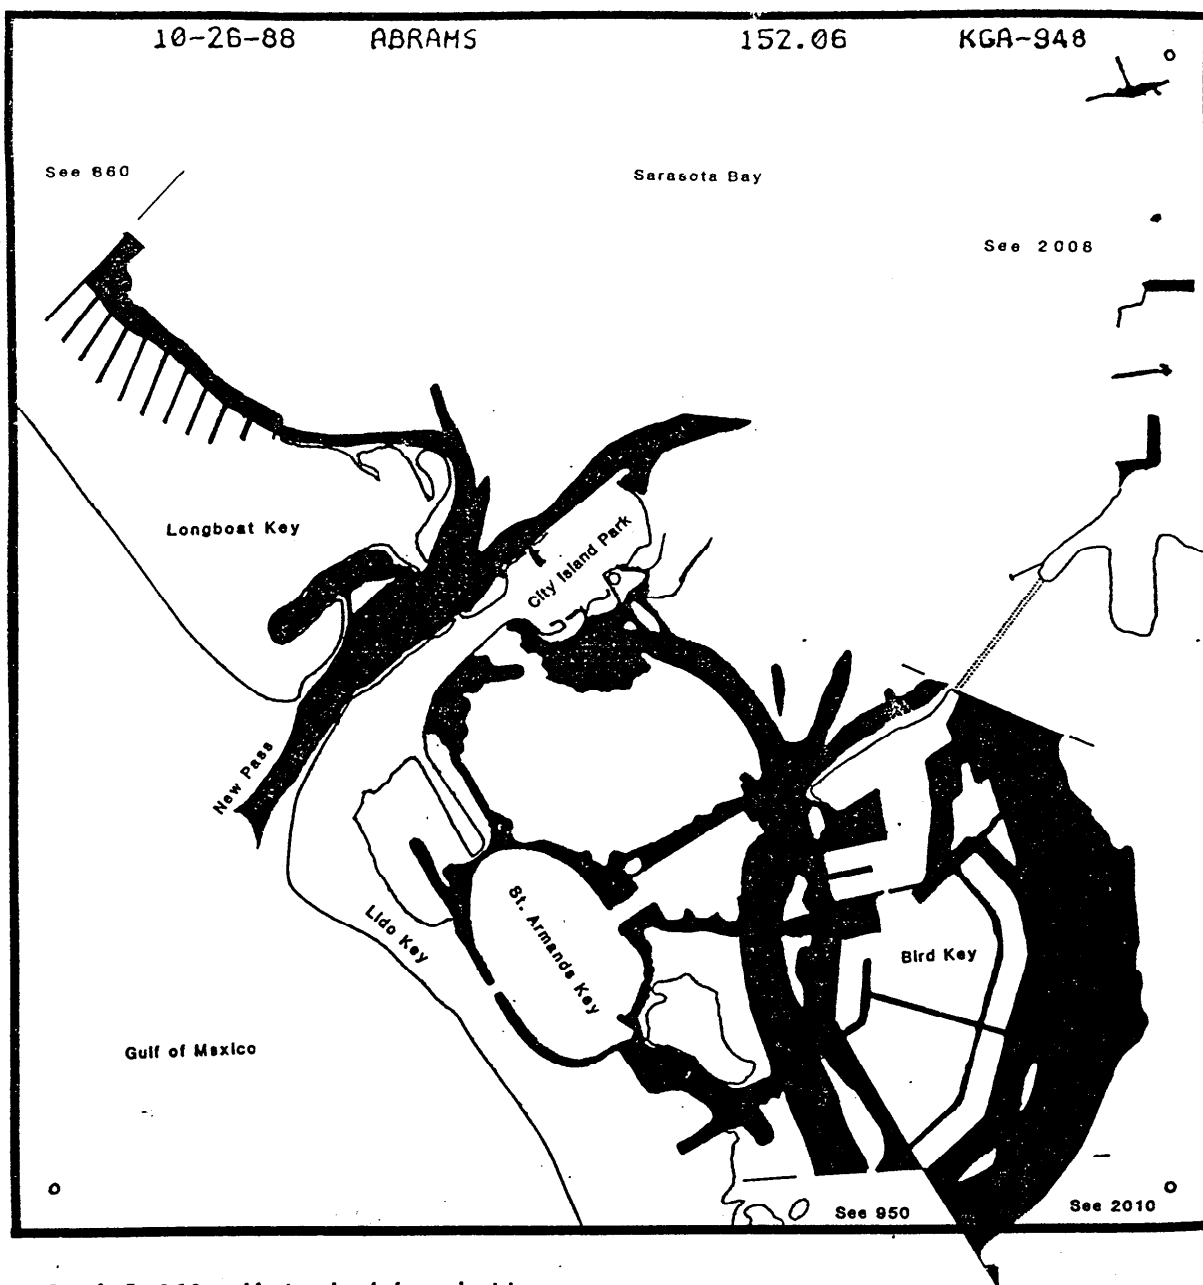 10-26-88 ABRAMS 152.06 KGA-948
See 860
Sarasota Bay
See 2008
Longboat Key
City Island Park
New Pass
Lido Key
St. Armands Key
Bird Key
Gulf of Mexico
See 950
See 2010